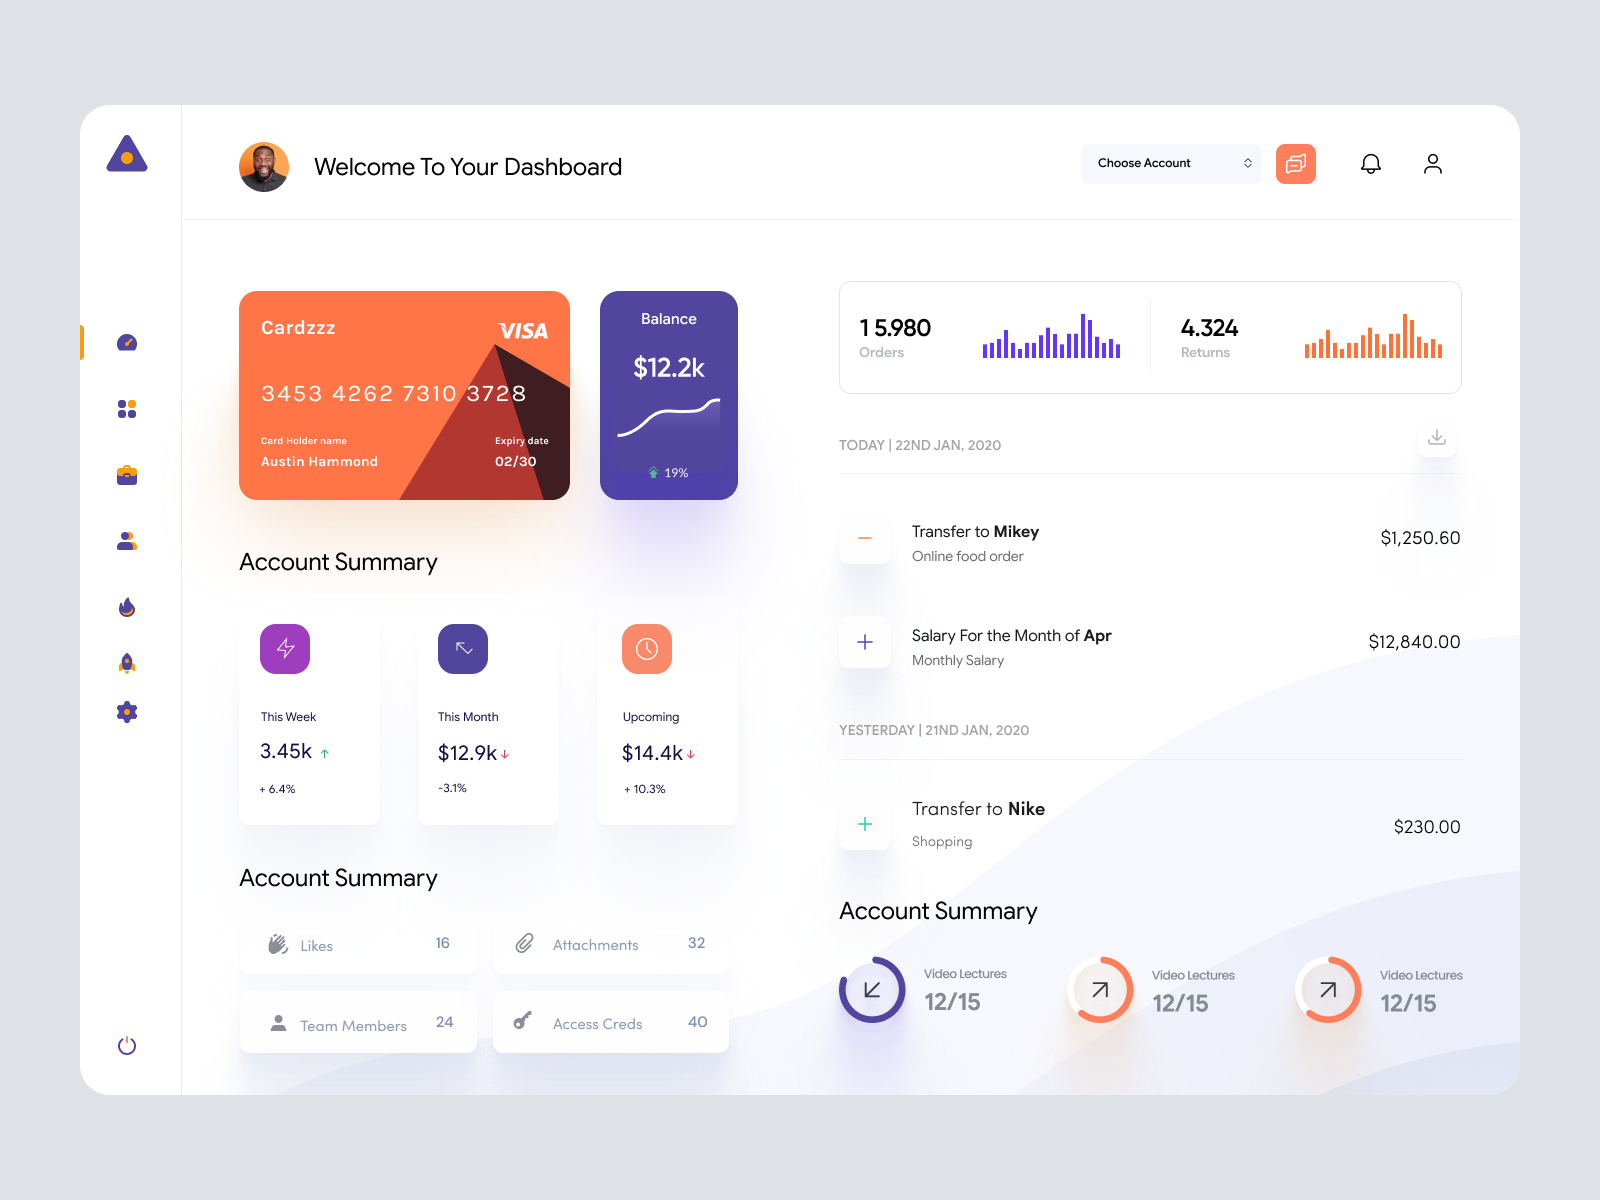 Welcome To Your Dashboard
Choose Account
Cardzzz
VISA
3453 4262 7310 3728
Card Holder name
Expiry date
Austin Hammond
02/30
Balance
$12.2k
19%
1 5.980
Orders
4.324
Returns
TODAY | 22ND JAN, 2020
Transfer to Mikey
Online food order
$1,250.60
Salary For the Month of Apr
Monthly Salary
$12,840.00
YESTERDAY | 21ND JAN, 2020
Transfer to Nike
Shopping
$230.00
Account Summary
This Week
3.45k
+ 6.4%
This Month
$12.9k
-3.1%
Upcoming
$14.4k
+ 10.3%
Account Summary
Likes
16
Attachments
32
Team Members
24
Access Creds
40
Account Summary
Video Lectures
12/15
Video Lectures
12/15
Video Lectures
12/15